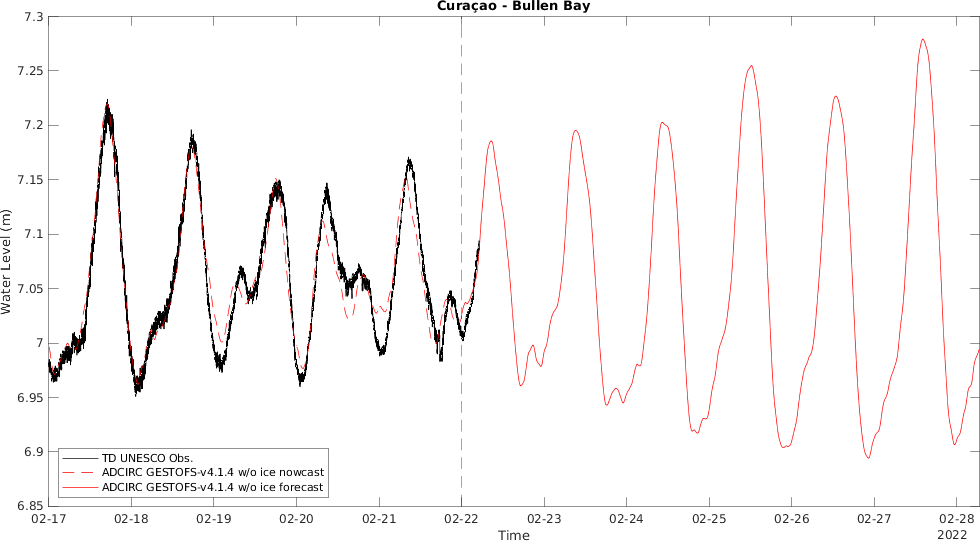 Curaçao - Bullen Bay
7.3
7.25
7.2
7.15
7.1
7.05
7
6.95
6.9
6.85
Water Level (m)
TD UNESCO Obs.
ADCIRC GESTOFS-v4.1.4 w/o ice nowcast
ADCIRC GESTOFS-v4.1.4 w/o ice forecast
02-17 02-18 02-19 02-20 02-21 02-22 02-23 02-24 02-25 02-26 02-27 02-28
Time
2022